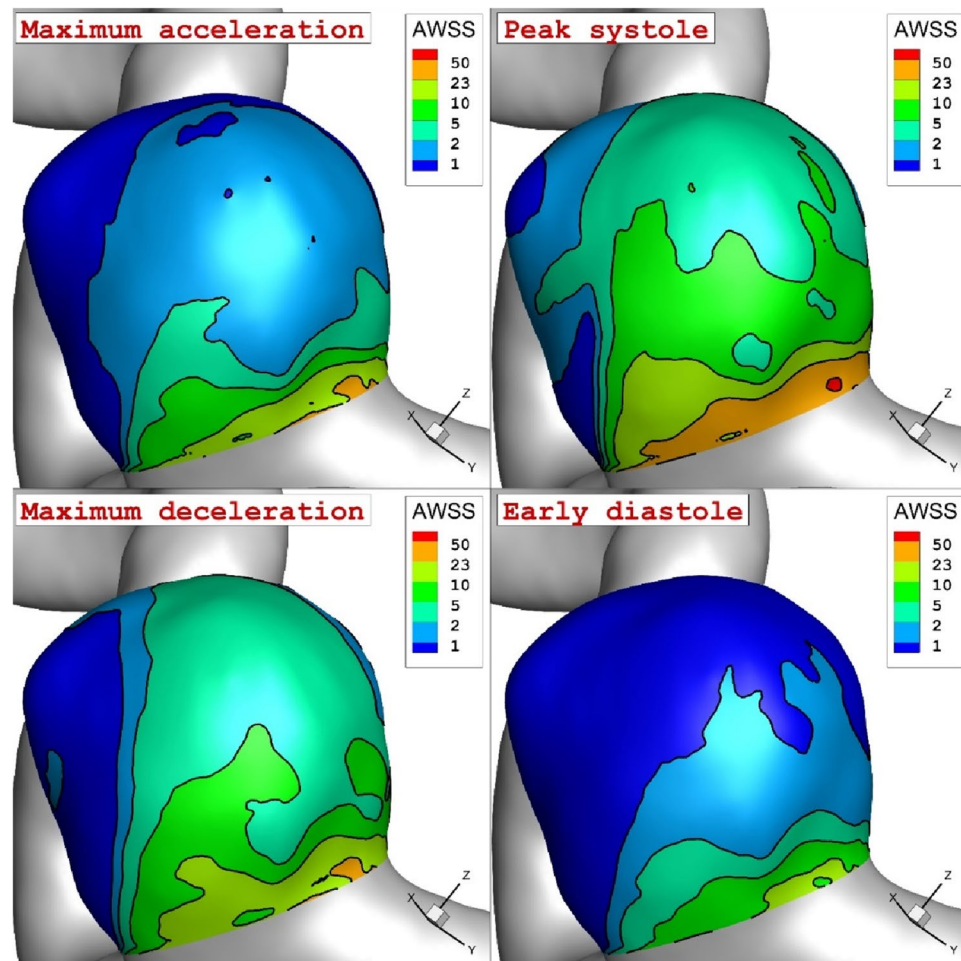 Maximum acceleration
AWSS
50
23
10
5
2
1
X
Z
Y
Peak systole
AWSS
50
23
10
5
2
1
X
Z
Y
Maximum deceleration
AWSS
50
23
10
5
2
1
X
Z
Y
Early diastole
AWSS
50
23
10
5
2
1
X
Z
Y